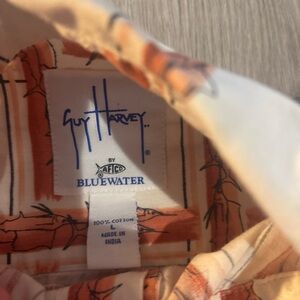 Guy Harvey
®
BY
AFTCO
BLUEWATER
®
100% COTTON
L
MADE IN
INDIA